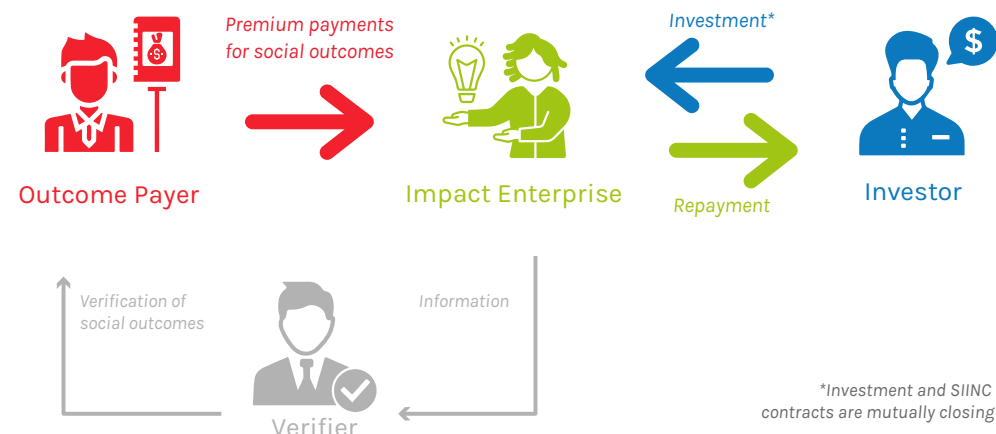 Premium payments
for social outcomes
Investment*
$
$
Outcome Payer
Impact Enterprise
Repayment
Investor
Verification of
social outcomes
Information
Verifier
*Investment and SIINC
contracts are mutually closing